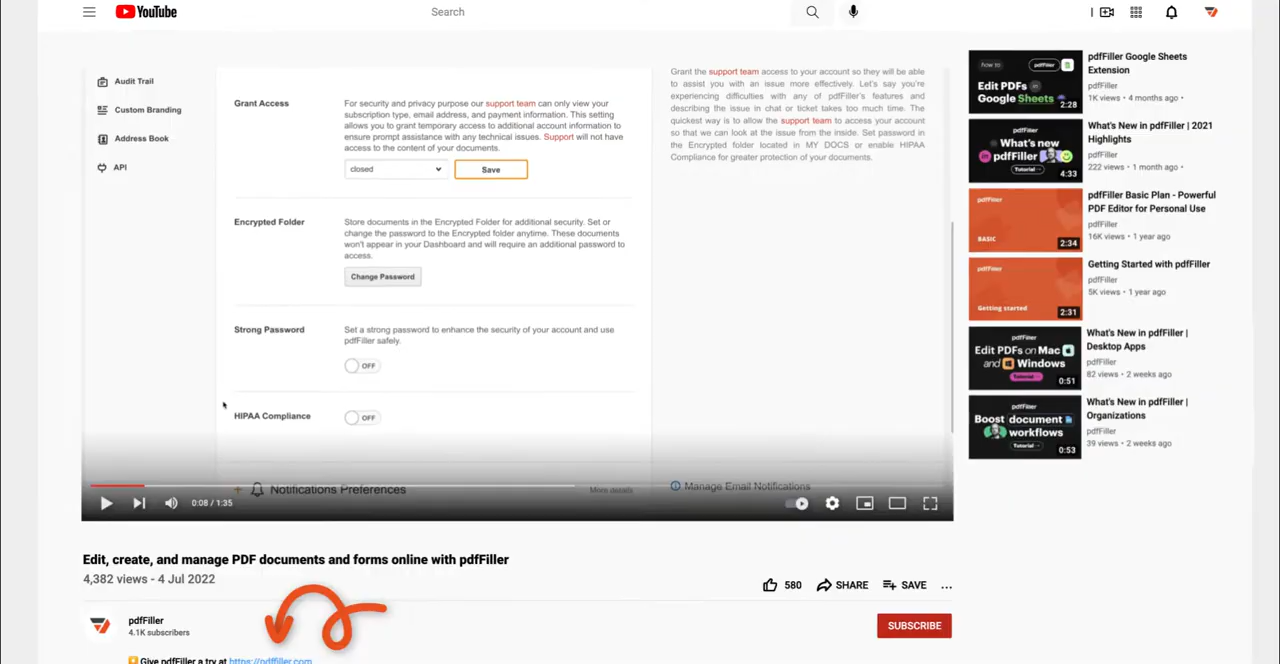 YouTube
Search
Audit Trail
Custom Branding
Address Book
API
Grant Access
For security and privacy purpose our support team can only view your
subscription type, email address, and payment information. This setting
allows you to grant temporary access to additional account information to
ensure prompt assistance with any technical issues. Support will not have
access to the content of your documents.
closed
Save
Encrypted Folder
Store documents in the Encrypted Folder for additional security. Set or
change the password to the Encrypted folder anytime. These documents
won't appear in your Dashboard and will require an additional password to
access.
Change Password
Strong Password
Set a strong password to enhance the security of your account and use
pdfFiller safely.
OFF
HIPAA Compliance
OFF
Notifications Preferences
More details
Grant the support team access to your account so they will be able
to assist you with an issue more effectively. Let's say you're
experiencing difficulties with any of pdfFiller's features and
describing the issue in chat or ticket takes too much time. The
quickest way is to allow the support team to access your account
so that we can look at the issue from the inside. Set password in
the Encrypted folder located in MY DOCS or enable HIPAA
Compliance for greater protection of your documents.
Manage Email Notifications
0:08 / 1:35
how to
pdfFiller
Edit PDFs in
Google Sheets
2:28
pdfFiller Google Sheets
Extension
pdfFiller
1K views • 4 months ago •
pdfFiller
What's new
pdfFiller
Tutorial
4:33
What's New in pdfFiller | 2021
Highlights
pdfFiller
222 views • 1 month ago •
pdfFiller
BASIC
2:34
pdfFiller Basic Plan - Powerful
PDF Editor for Personal Use
pdfFiller
16K views • 1 year ago
pdfFiller
Getting started
2:31
Getting Started with pdfFiller
pdfFiller
5K views • 1 year ago
pdfFiller
Edit PDFs on Mac
and Windows
Tutorial
0:51
What's New in pdfFiller |
Desktop Apps
pdfFiller
82 views • 2 weeks ago
pdfFiller
Boost document
workflows
Tutorial
0:53
What's New in pdfFiller |
Organizations
pdfFiller
39 views • 2 weeks ago
Edit, create, and manage PDF documents and forms online with pdfFiller
4,382 views - 4 Jul 2022
580
SHARE
SAVE
...
pdfFiller
4.1K subscribers
SUBSCRIBE
Give pdfFiller a try at https://pdffiller.com